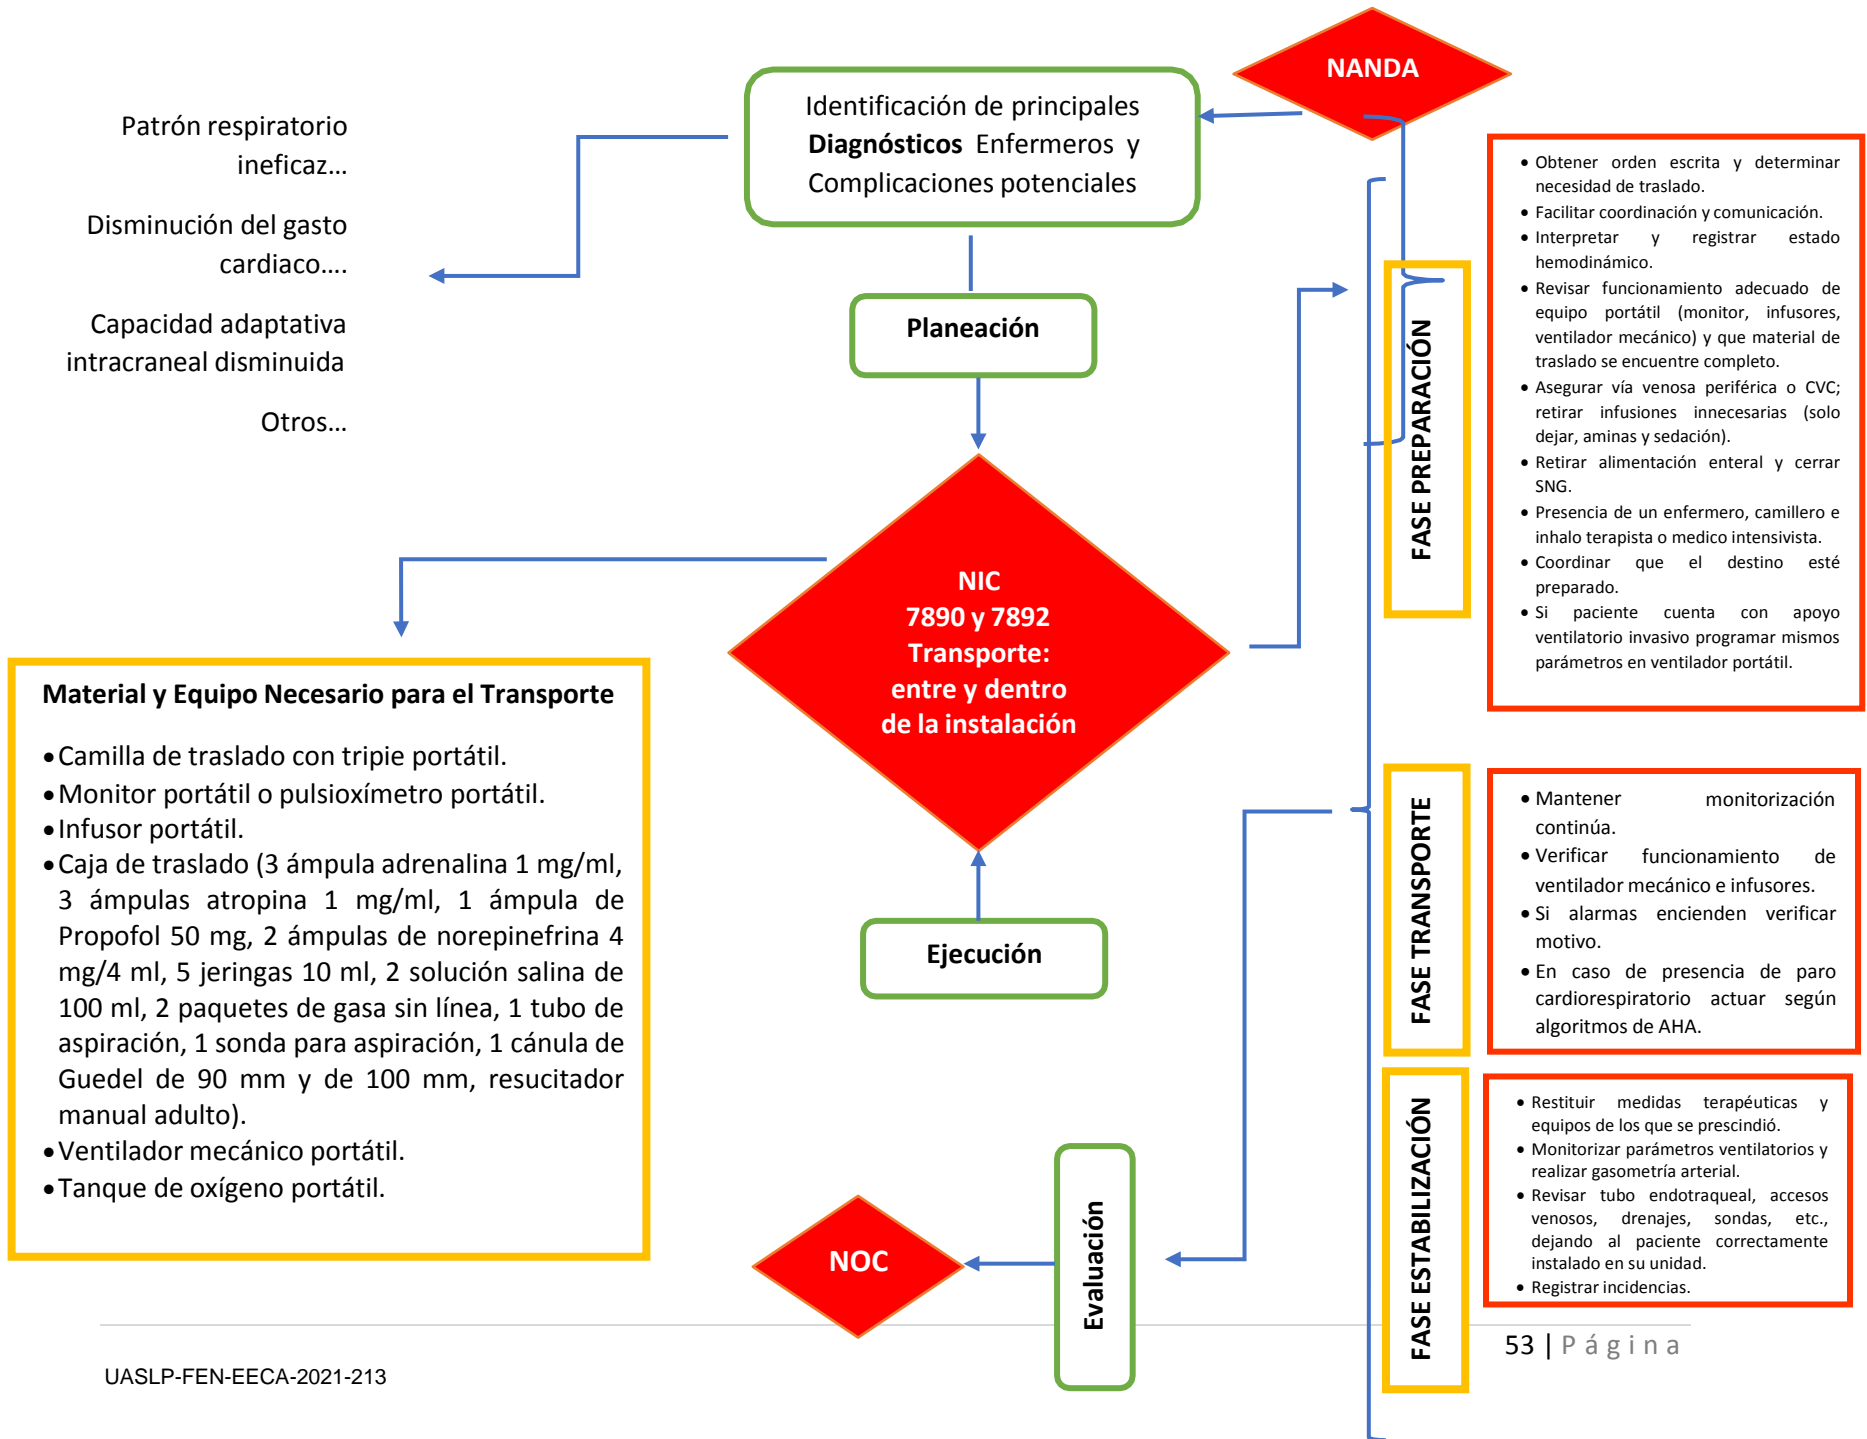 NANDA
Identificación de principales
Diagnósticos Enfermeros y
Complicaciones potenciales
Patrón respiratorio
ineficaz...
Disminución del gasto
cardiaco....
Capacidad adaptativa
intracraneal disminuida
Otros...
Planeación
NIC
7890 y 7892
Transporte:
entre y dentro
de la instalación
Ejecución
Material y Equipo Necesario para el Transporte
• Camilla de traslado con tripie portátil.
• Monitor portátil o pulsioxímetro portátil.
• Infusor portátil.
• Caja de traslado (3 ámpula adrenalina 1 mg/ml,
3 ámpulas atropina 1 mg/ml, 1 ámpula de
Propofol 50 mg, 2 ámpulas de norepinefrina 4
mg/4 ml, 5 jeringas 10 ml, 2 solución salina de
100 ml, 2 paquetes de gasa sin línea, 1 tubo de
aspiración, 1 sonda para aspiración, 1 cánula de
Guedel de 90 mm y de 100 mm, resucitador
manual adulto).
• Ventilador mecánico portátil.
• Tanque de oxígeno portátil.
FASE PREPARACIÓN
• Obtener orden escrita y determinar
necesidad de traslado.
• Facilitar coordinación y comunicación.
• Interpretar y registrar estado
hemodinámico.
• Revisar funcionamiento adecuado de
equipo portátil (monitor, infusores,
ventilador mecánico) y que material de
traslado se encuentre completo.
• Asegurar vía venosa periférica o CVC;
retirar infusiones innecesarias (solo
dejar, aminas y sedación).
• Retirar alimentación enteral y cerrar
SNG.
• Presencia de un enfermero, camillero e
inhalo terapista o medico intensivista.
• Coordinar que el destino esté
preparado.
• Si paciente cuenta con apoyo
ventilatorio invasivo programar mismos
parámetros en ventilador portátil.
FASE TRANSPORTE
• Mantener monitorización
continúa.
• Verificar funcionamiento de
ventilador mecánico e infusores.
• Si alarmas encienden verificar
motivo.
• En caso de presencia de paro
cardiorespiratorio actuar según
algoritmos de AHA.
FASE ESTABILIZACIÓN
• Restituir medidas terapéuticas y
equipos de los que se prescindió.
• Monitorizar parámetros ventilatorios y
realizar gasometría arterial.
• Revisar tubo endotraqueal, accesos
venosos, drenajes, sondas, etc.,
dejando al paciente correctamente
instalado en su unidad.
• Registrar incidencias.
Evaluación
NOC
53 | Página
UASLP-FEN-EECA-2021-213